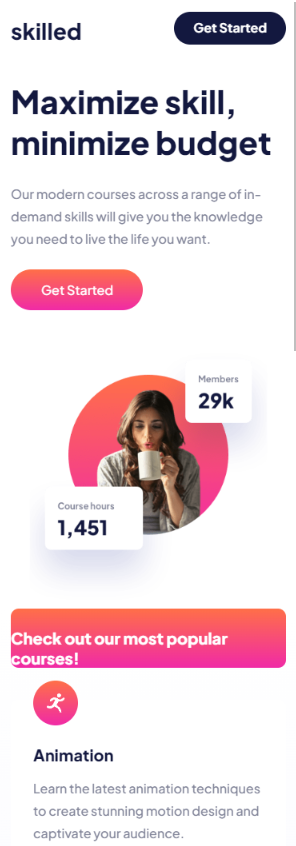 skilled
Get Started
Maximize skill,
minimize budget
Our modern courses across a range of in-
demand skills will give you the knowledge
you need to live the life you want.
Get Started
Members
29k
Course hours
1,451
Check out our most popular
courses!
Animation
Learn the latest animation techniques
to create stunning motion design and
captivate your audience.